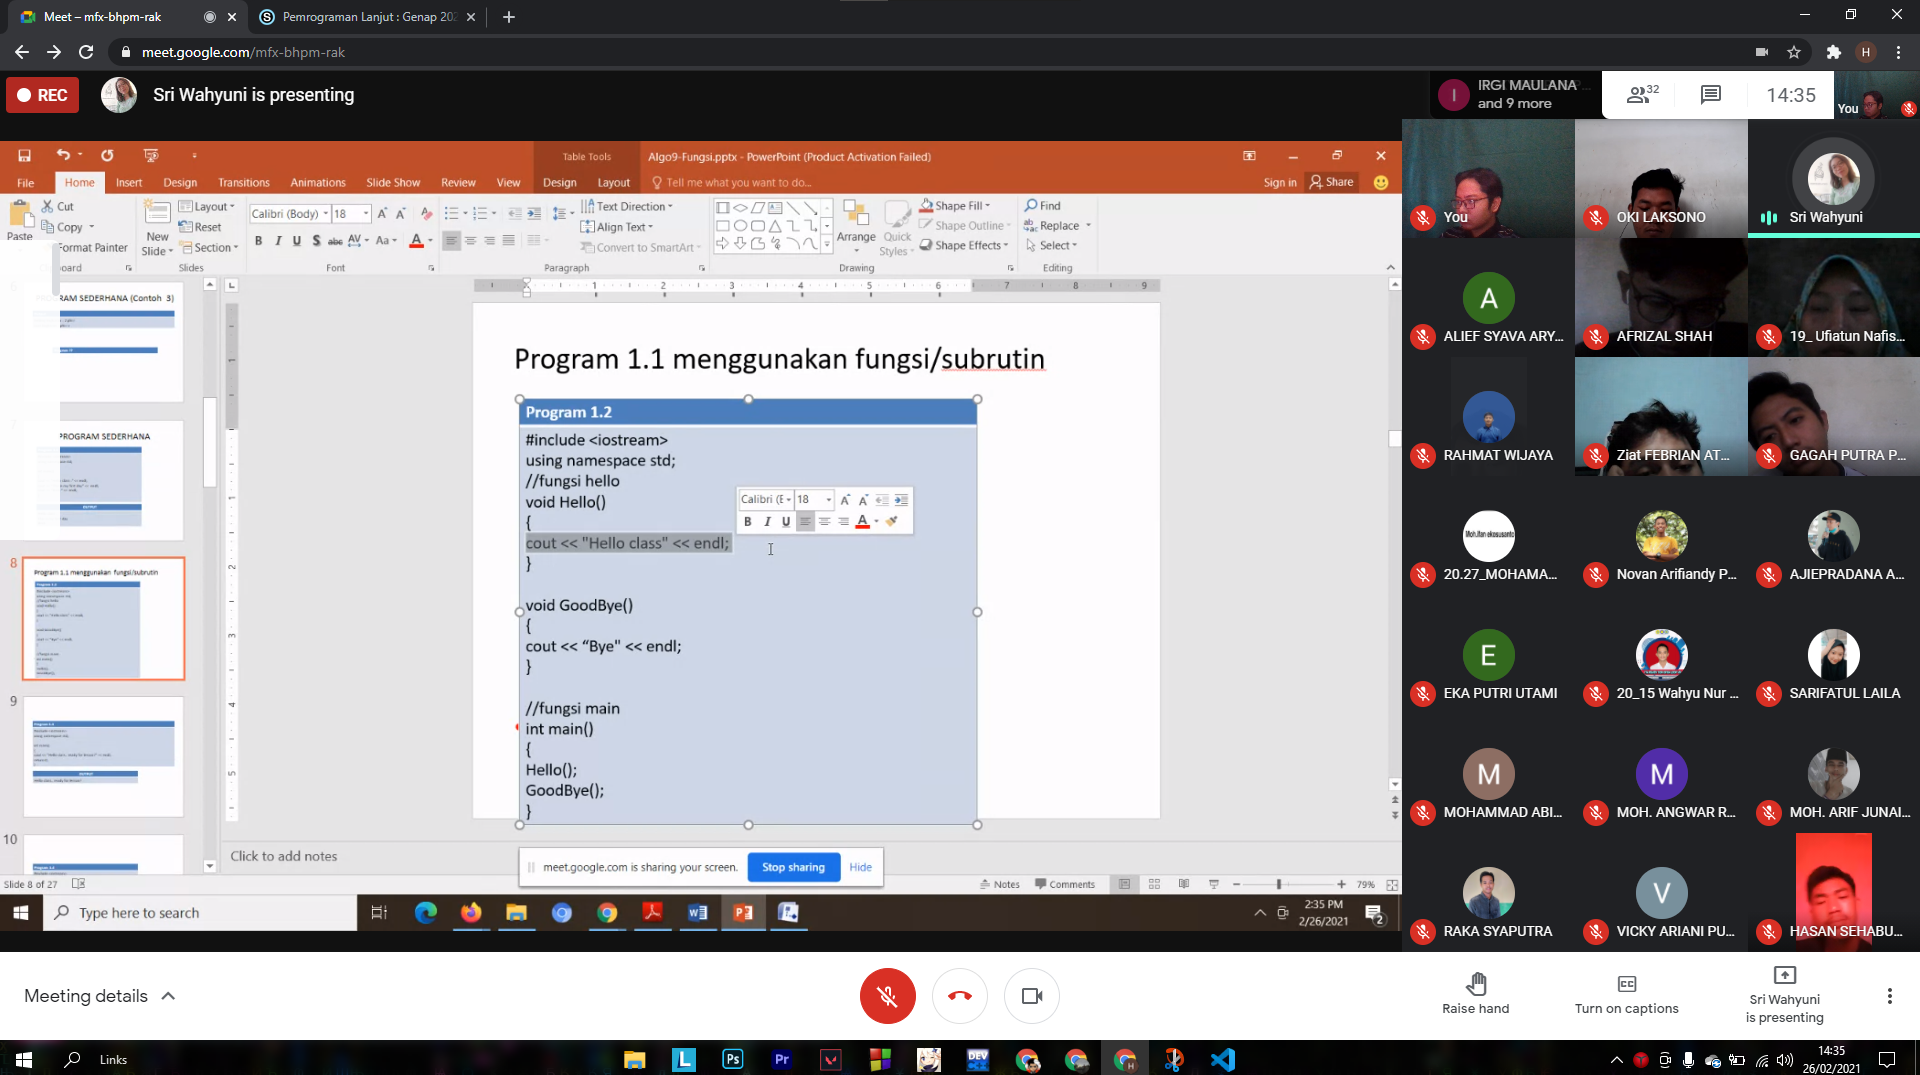 Meet – mfx-bhpm-rak
Pemrograman Lanjut : Genap 202
meet.google.com/mfx-bhpm-rak
H
REC
Sri Wahyuni is presenting
I
IRGI MAULANA
and 9 more
32
14:35
You
Table Tools
Algo9-Fungsi.pptx - PowerPoint (Product Activation Failed)
File
Home
Insert
Design
Transitions
Animations
Slide Show
Review
View
Design
Layout
Tell me what you want to do...
Sign in
Share
Paste
Cut
Copy
Format Painter
New
Slide
Layout
Reset
Section
Slides
Calibri (Body)
18
Font
Text Direction
Align Text
Convert to SmartArt
Paragraph
Arrange
Quick
Styles
Shape Fill
Shape Outline
Shape Effects
Drawing
Find
Replace
Select
Editing
RAM SEDERHANA (Contoh 3)
PROGRAM SEDERHANA
8
Program 1.1 menggunakan fungsi/subrutin
9
10
Program 1.1 menggunakan fungsi/subrutin
Program 1.2
#include <iostream>
using namespace std;
//fungsi hello
void Hello()
{
cout << "Hello class" << endl;
}
void GoodBye()
{
cout << “Bye" << endl;
}
//fungsi main
int main()
{
Hello();
GoodBye();
}
Calibri (E
18
Click to add notes
meet.google.com is sharing your screen.
Stop sharing
Hide
Slide 8 of 27
Notes
Comments
79%
Type here to search
2:35 PM
2/26/2021
2
You
OKI LAKSONO
Sri Wahyuni
A
ALIEF SYAVA ARY...
AFRIZAL SHAH
19_ Ufiatun Nafis...
RAHMAT WIJAYA
Ziat FEBRIAN AT...
GAGAH PUTRA P...
20.27_MOHAMA...
Novan Arifiandy P...
AJIEPRADANA A...
E
EKA PUTRI UTAMI
20_15 Wahyu Nur ...
SARIFATUL LAILA
M
MOHAMMAD ABI...
M
MOH. ANGWAR R...
MOH. ARIF JUNAI...
RAKA SYAPUTRA
V
VICKY ARIANI PU...
HASAN SEHABU...
Meeting details
Raise hand
Turn on captions
Sri Wahyuni
is presenting
Links
14:35
26/02/2021